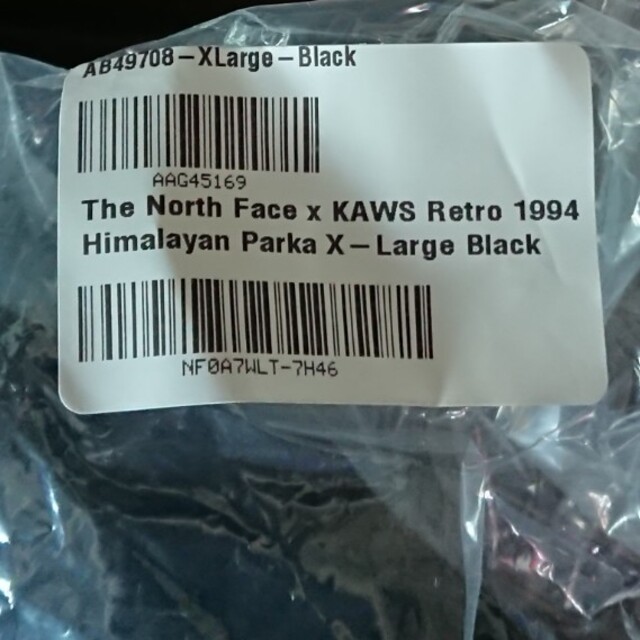 AB49708-XLarge-Black
AAG45169
The North Face x KAWS Retro 1994
Himalayan Parka X-Large Black
NF0A7WLT-7H46